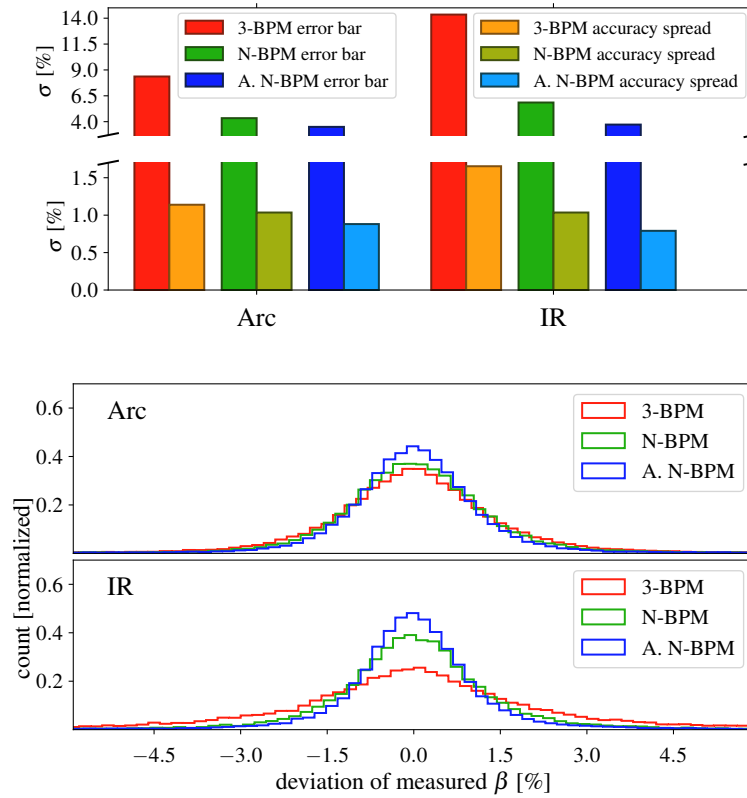 14.0
11.5
9.0
6.5
4.0
σ [%]
3-BPM error bar
N-BPM error bar
A. N-BPM error bar
3-BPM accuracy spread
N-BPM accuracy spread
A. N-BPM accuracy spread
1.5
1.0
0.5
0.0
σ [%]
Arc
IR
Arc
0.6
0.4
0.2
3-BPM
N-BPM
A. N-BPM
IR
0.6
0.4
0.2
3-BPM
N-BPM
A. N-BPM
count [normalized]
−4.5
−3.0
−1.5
0.0
1.5
3.0
4.5
deviation of measured β [%]